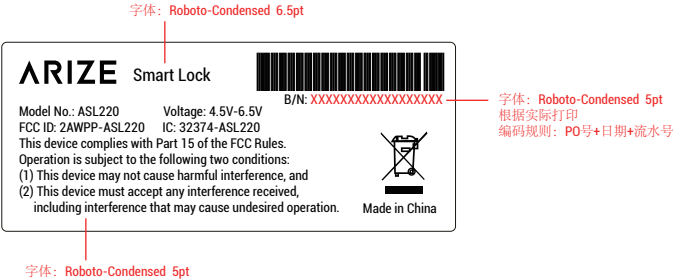 字体: Roboto-Condensed 6.5pt
ARIZE Smart Lock
B/N: XXXXXXXXXXXXXXXXXX
字体: Roboto-Condensed 5pt
根据实际打印
编码规则: PO号+日期+流水号
Model No.: ASL220 Voltage: 4.5V-6.5V
FCC ID: 2AWPP-ASL220 IC: 32374-ASL220
This device complies with Part 15 of the FCC Rules.
Operation is subject to the following two conditions:
(1) This device may not cause harmful interference, and
(2) This device must accept any interference received,
including interference that may cause undesired operation.
Made in China
字体: Roboto-Condensed 5pt